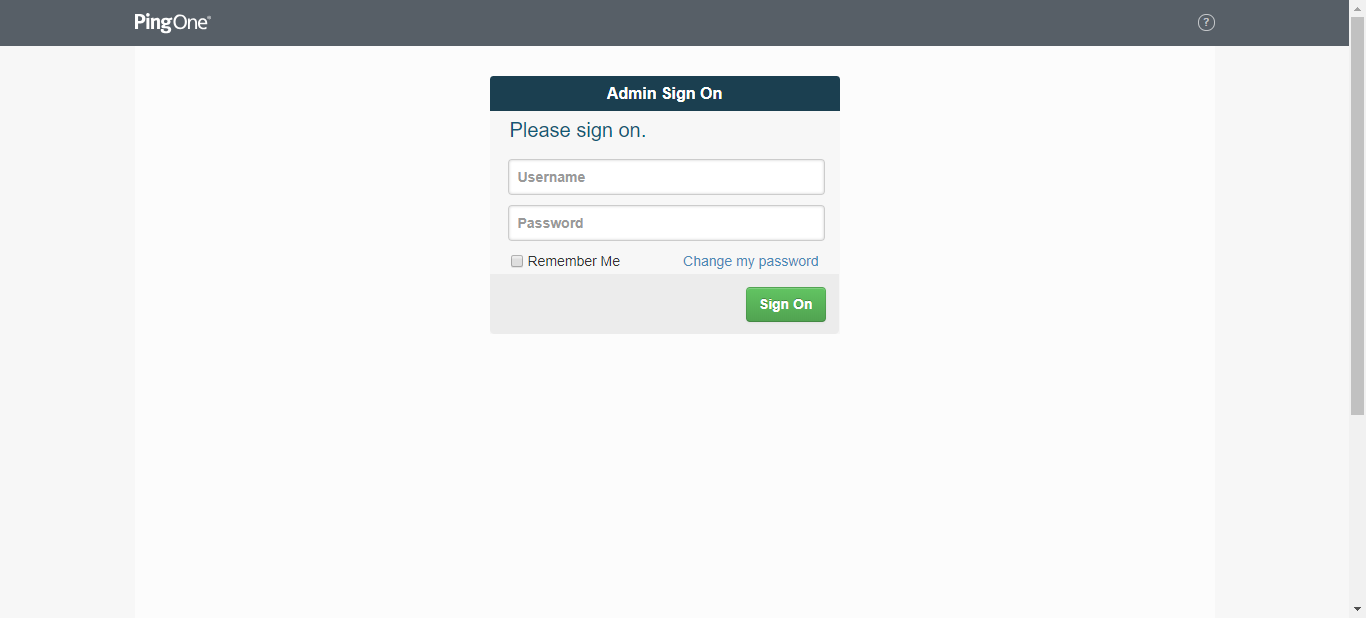 PingOne®
?
Admin Sign On
Please sign on.
Username
Password
Remember Me
Change my password
Sign On